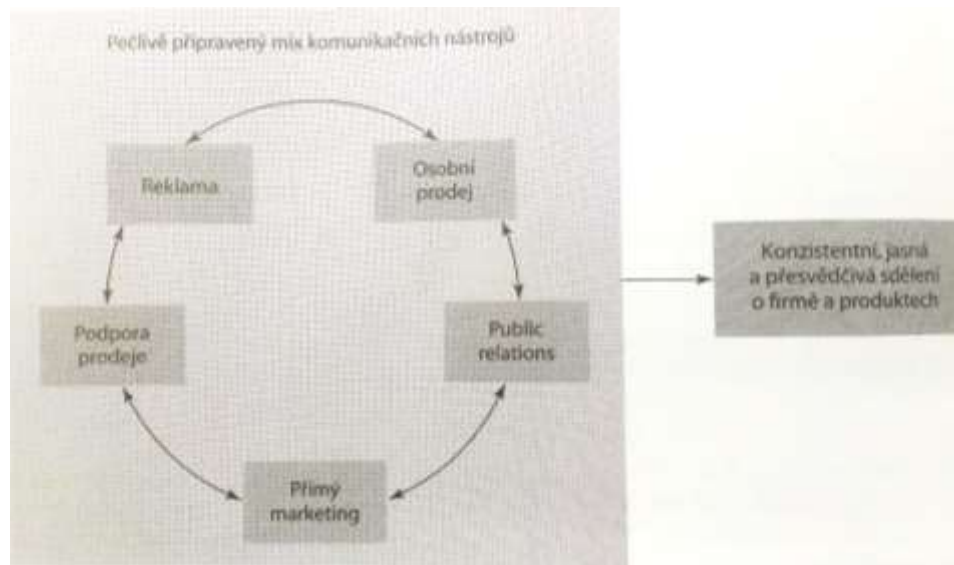 Pečlivě připravený mix komunikačních nástrojů
Reklama
Osobní
prodej
Podpora
prodeje
Public
relations
Přímý
marketing
Konzistentní, jasná
a přesvědčivá sdělení
o firmě a produktech